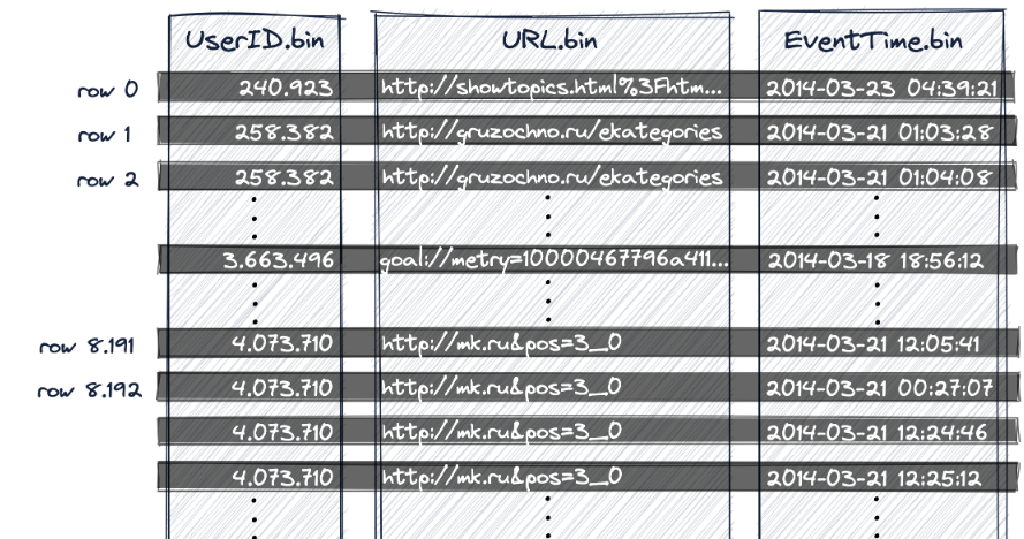 UserID.bin URL.bin EventTime.bin
row 0 240.923 http://showtopics.html%3Fhtm... 2014-03-23 04:39:21
row 1 258.382 http://gruzochno.ru/ekategories 2014-03-21 01:03:28
row 2 258.382 http://gruzochno.ru/ekategories 2014-03-21 01:04:08
3.663.496 goal://metry=10000467796a411... 2014-03-18 18:56:12
row 8.191 4.073.710 http://mk.ru&pos=3_0 2014-03-21 12:05:41
row 8.192 4.073.710 http://mk.ru&pos=3_0 2014-03-21 00:27:07
4.073.710 http://mk.ru&pos=3_0 2014-03-21 12:24:46
4.073.710 http://mk.ru&pos=3_0 2014-03-21 12:25:12